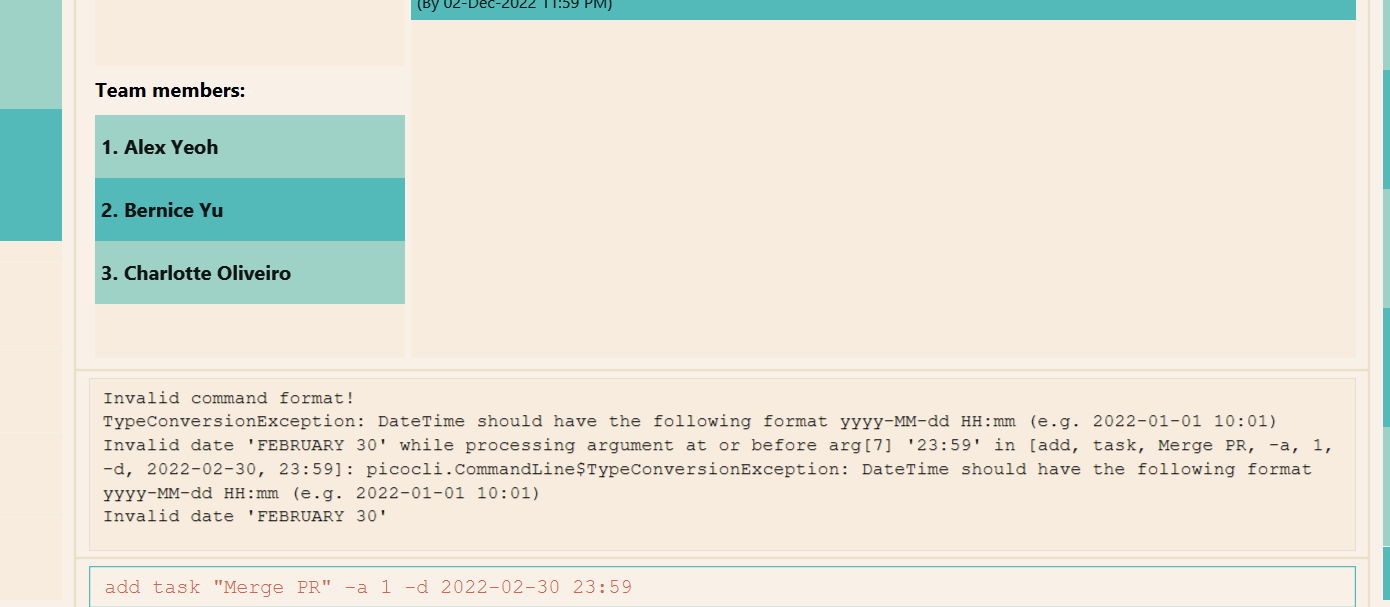 (By 02-Dec-2022 11:59 PM)
Team members:
1. Alex Yeoh
2. Bernice Yu
3. Charlotte Oliveiro
Invalid command format!
TypeConversionException: DateTime should have the following format yyyy-MM-dd HH:mm (e.g. 2022-01-01 10:01)
Invalid date 'FEBRUARY 30' while processing argument at or before arg[7] '23:59' in [add, task, Merge PR, -a, 1,
-d, 2022-02-30, 23:59]: picocli.CommandLine$TypeConversionException: DateTime should have the following format
yyyy-MM-dd HH:mm (e.g. 2022-01-01 10:01)
Invalid date 'FEBRUARY 30'
add task "Merge PR" -a 1 -d 2022-02-30 23:59